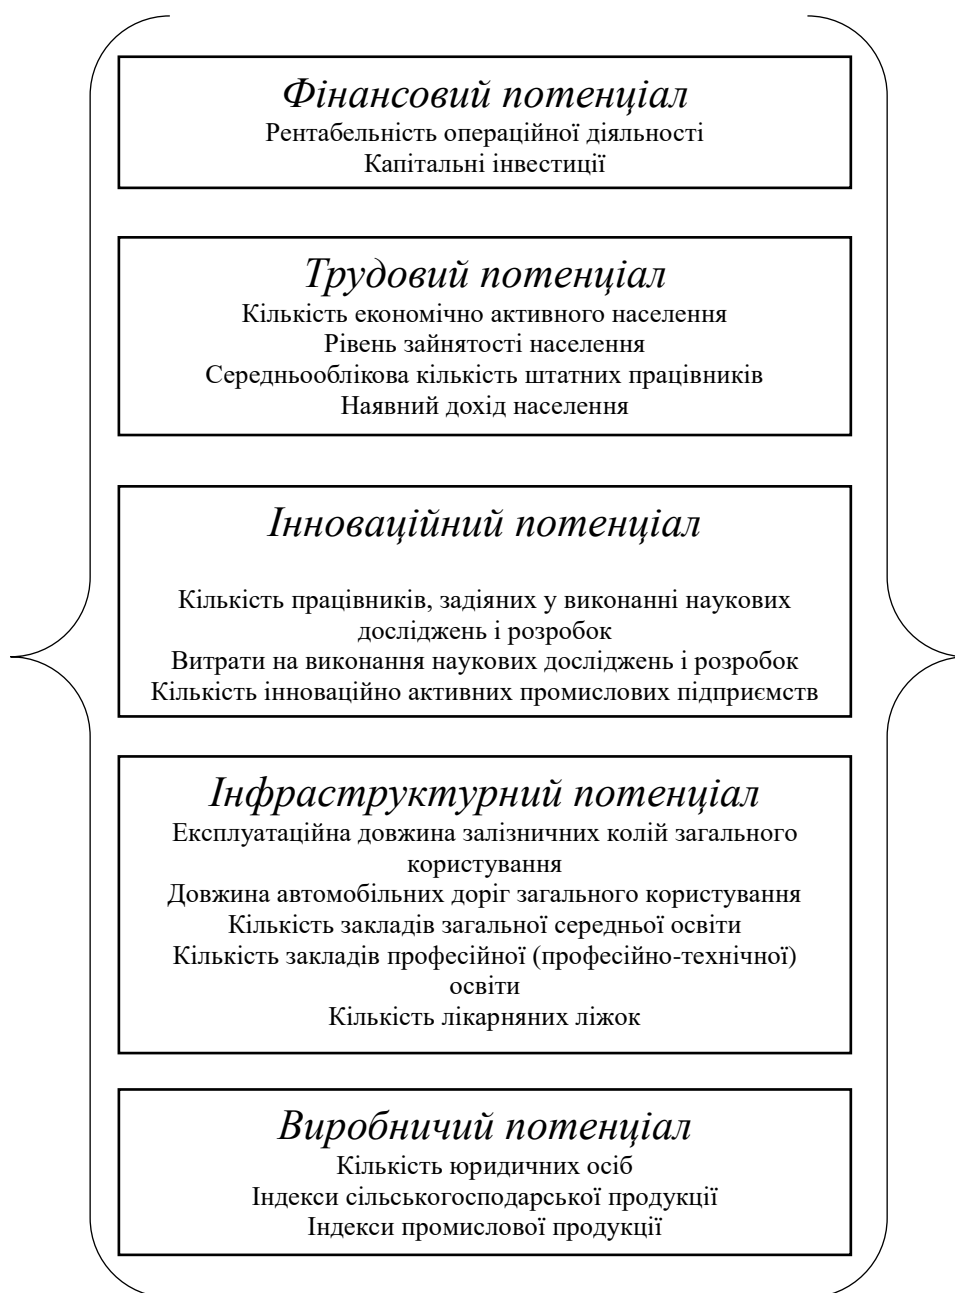 Фінансовий потенціал
Рентабельність операційної діяльності
Капітальні інвестиції
Трудовий потенціал
Кількість економічно активного населення
Рівень зайнятості населення
Середньооблікова кількість штатних працівників
Наявний дохід населення
Інноваційний потенціал
Кількість працівників, задіяних у виконанні наукових
досліджень і розробок
Витрати на виконання наукових досліджень і розробок
Кількість інноваційно активних промислових підприємств
Інфраструктурний потенціал
Експлуатаційна довжина залізничних колій загального
користування
Довжина автомобільних доріг загального користування
Кількість закладів загальної середньої освіти
Кількість закладів професійної (професійно-технічної)
освіти
Кількість лікарняних ліжок
Виробничий потенціал
Кількість юридичних осіб
Індекси сільськогосподарської продукції
Індекси промислової продукції